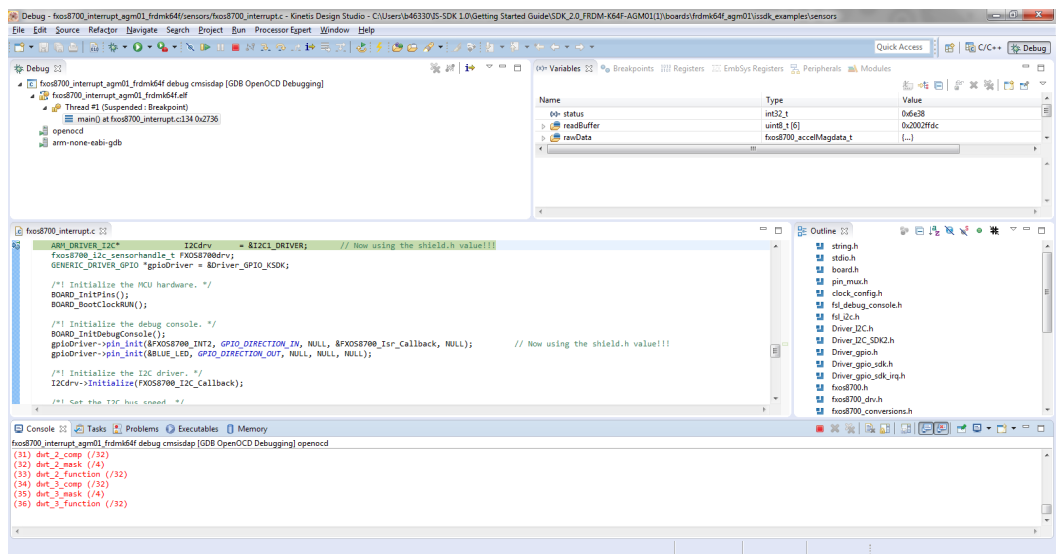 Debug - fxos8700_interrupt_agm01_frdmk64f/sensors/fxos8700_interrupt.c - Kinetis Design Studio - C:\Users\b46330\IS-SDK 1.0\Getting Started Guide\SDK_2.0_FRDM-K64F-AGM01(1)\boards\frdmk64f_agm01\issdk_examples\sensors
File Edit Source Refactor Navigate Search Project Run Processor Expert Window Help
Quick Access C/C++ Debug
Debug
fxos8700_interrupt_agm01_frdmk64f debug cmsisdap [GDB OpenOCD Debugging]
fxos8700_interrupt_agm01_frdmk64f.elf
Thread #1 (Suspended : Breakpoint)
main() at fxos8700_interrupt.c:134 0x2736
openocd
arm-none-eabi-gdb
(x)= Variables Breakpoints Registers EmbSys Registers Peripherals Modules
Name Type Value
(x)= status int32_t 0x6e38
readBuffer uint8_t [6] 0x2002ffdc
rawData fxos8700_accelMagdata_t {...}
fxos8700_interrupt.c
ARM_DRIVER_I2C* I2Cdrv = &I2C1_DRIVER; // Now using the shield.h value!!!
fxos8700_i2c_sensorhandle_t FXOS8700drv;
GENERIC_DRIVER_GPIO *gpioDriver = &Driver_GPIO_KSDK;
/*! Initialize the MCU hardware. */
BOARD_InitPins();
BOARD_BootClockRUN();
/*! Initialize the debug console. */
BOARD_InitDebugConsole();
gpioDriver->pin_init(&FXOS8700_INT2, GPIO_DIRECTION_IN, NULL, &FXOS8700_Isr_Callback, NULL); // Now using the shield.h value!!!
gpioDriver->pin_init(&BLUE_LED, GPIO_DIRECTION_OUT, NULL, NULL, NULL);
/*! Initialize the I2C driver. */
I2Cdrv->Initialize(FXOS8700_I2C_Callback);
/*! Set the I2C bus speed. */
Outline
string.h
stdio.h
board.h
pin_mux.h
clock_config.h
fsl_debug_console.h
fsl_i2c.h
Driver_I2C.h
Driver_I2C_SDK2.h
Driver_gpio.h
Driver_gpio_sdk.h
Driver_gpio_sdk_irq.h
fxos8700.h
fxos8700_drv.h
fxos8700_conversions.h
Console Tasks Problems Executables Memory
fxos8700_interrupt_agm01_frdmk64f debug cmsisdap [GDB OpenOCD Debugging] openocd
(31) dwt_2_comp (/32)
(32) dwt_2_mask (/4)
(33) dwt_2_function (/32)
(34) dwt_3_comp (/32)
(35) dwt_3_mask (/4)
(36) dwt_3_function (/32)